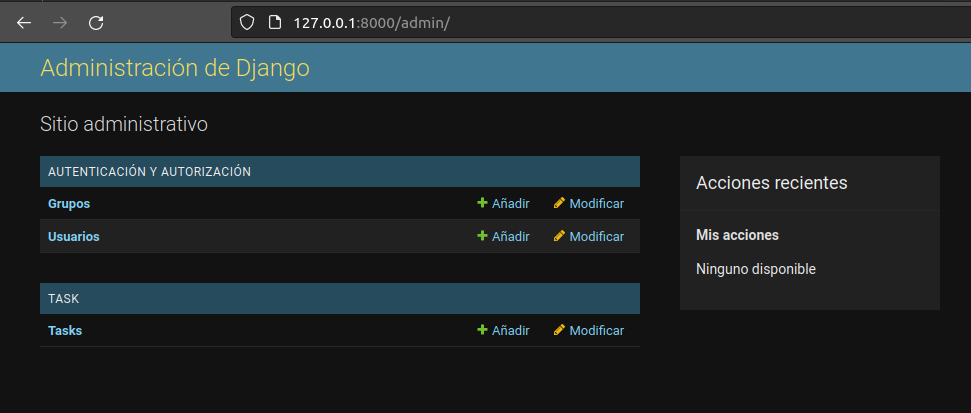 127.0.0.1:8000/admin/
Administración de Django
Sitio administrativo
AUTENTICACIÓN Y AUTORIZACIÓN
Grupos Añadir Modificar
Usuarios Añadir Modificar
TASK
Tasks Añadir Modificar
Acciones recientes
Mis acciones
Ninguno disponible